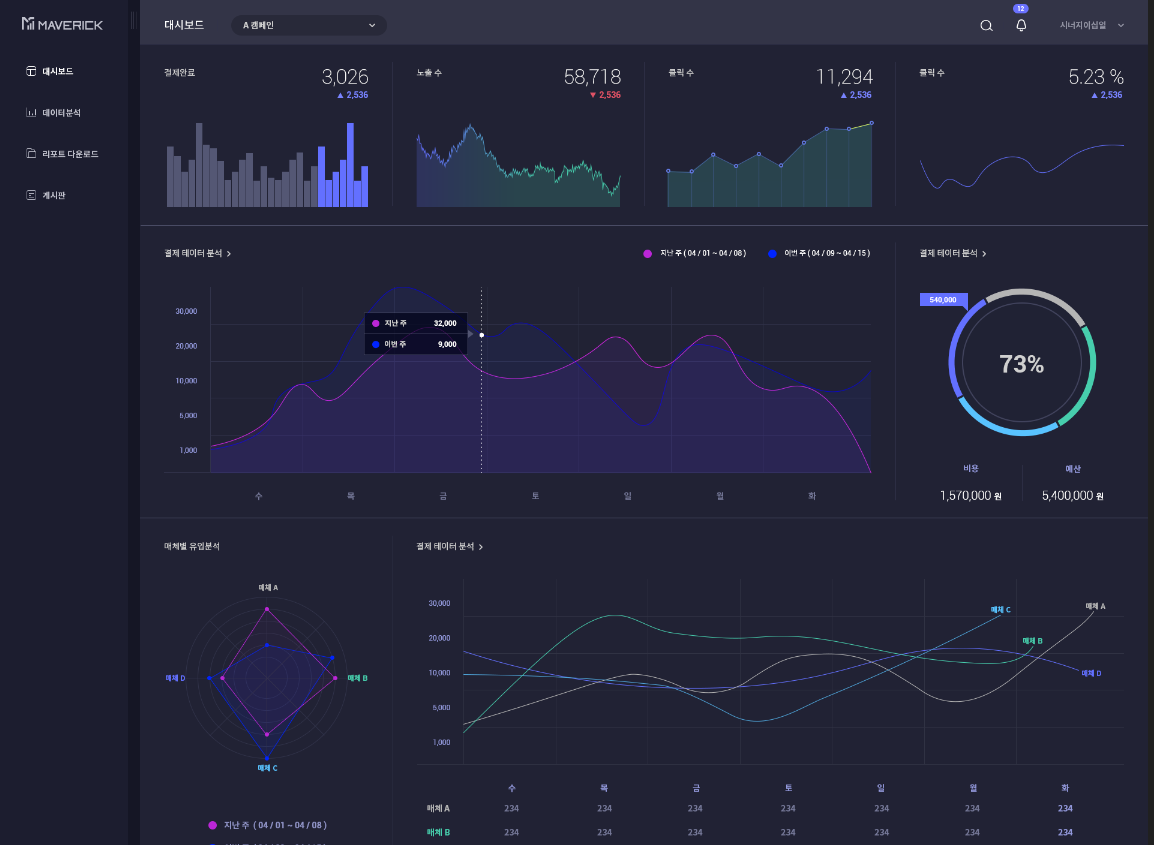 MAVERICK
대시보드
데이터분석
리포트 다운로드
게시판
대시보드
A 캠페인
12
시너지이십일
결제완료
3,026
▲ 2,536
노출 수
58,718
▼ 2,536
클릭 수
11,294
▲ 2,536
클릭 수
5.23 %
▲ 2,536
결제 데이터 분석 >
지난 주 ( 04 / 01 ~ 04 / 08 )
이번 주 ( 04 / 09 ~ 04 / 15 )
30,000
20,000
10,000
6,000
1,000
지난 주 32,000
이번 주 9,000
수 목 금 토 일 월 화
결제 데이터 분석 >
540,000
73%
비용 예산
1,570,000 원 5,400,000 원
매체별 유입분석
매체 A
매체 D
매체 B
매체 C
지난 주 ( 04 / 01 ~ 04 / 08 )
결제 데이터 분석 >
30,000
20,000
10,000
5,000
1,000
매체 C
매체 A
매체 B
매체 D
수 목 금 토 일 월 화
매체 A 234 234 234 234 234 234 234
매체 B 234 234 234 234 234 234 234